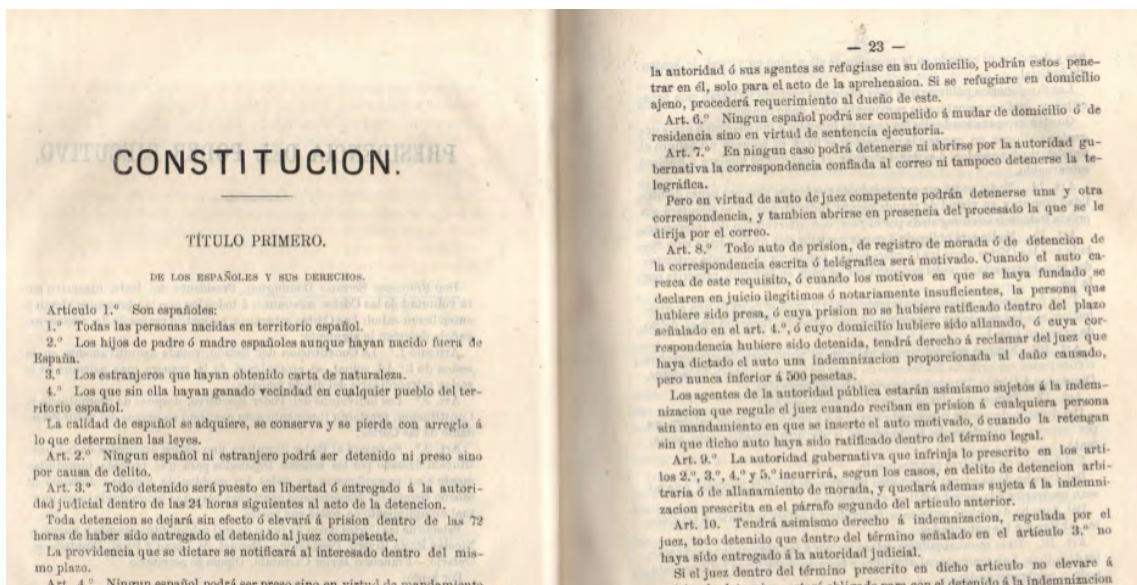 CONSTITUCION.
TÍTULO PRIMERO.
DE LOS ESPAÑOLES Y SUS DERECHOS.
Artículo 1.º Son españoles:
1.º Todas las personas nacidas en territorio español.
2.º Los hijos de padre ó madre españoles aunque hayan nacido fuera de
España.
3.º Los estranjeros que hayan obtenido carta de naturaleza.
4.º Los que sin ella hayan ganado vecindad en cualquier pueblo del ter-
ritorio español.
La calidad de español se adquiere, se conserva y se pierde con arreglo á
lo que determinen las leyes.
Art. 2.º Ningun español ni estranjero podrá ser detenido ni preso sino
por causa de delito.
Art. 3.º Todo detenido será puesto en libertad ó entregado á la autori-
dad judicial dentro de las 24 horas siguientes al acto de la detencion.
Toda detencion se dejará sin efecto ó elevará á prision dentro de las 72
horas de haber sido entregado el detenido al juez competente.
La providencia que se dictare se notificará al interesado dentro del mis-
mo plazo.
Art. 4.º Ningun español podrá ser preso sino en virtud de mandamiento
— 23 —
la autoridad ó sus agentes se refugiase en su domicilio, podrán estos pene-
trar en él, solo para el acto de la aprehension. Si se refugiare en domicilio
ajeno, procederá requerimiento al dueño de este.
Art. 6.º Ningun español podrá ser compelido á mudar de domicilio ó de
residencia sino en virtud de sentencia ejecutoria.
Art. 7.º En ningun caso podrá detenerse ni abrirse por la autoridad gu-
bernativa la correspondencia confiada al correo ni tampoco detenerse la te-
legráfica.
Pero en virtud de auto de juez competente podrán detenerse una y otra
correspondencia, y tambien abrirse en presencia del procesado la que se le
dirija por el correo.
Art. 8.º Todo auto de prision, de registro de morada ó de detencion de
la correspondencia escrita ó telégrafica será motivado. Cuando el auto ca-
rezca de este requisito, ó cuando los motivos en que se haya fundado se
declaren en juicio ilegitimos ó notariamente insuficientes, la persona que
hubiere sido presa, ó cuya prision no se hubiere ratificado dentro del plazo
señalado en el art. 4.º, ó cuyo domicilio hubiere sido allanado, ó cuya cor-
respondencia hubiere sido detenida, tendrá derecho á reclamar del juez que
haya dictado el auto una indemnizacion proporcionada al daño causado,
pero nunca inferior á 500 pesetas.
Los agentes de la autoridad pública estarán asimismo sujetos á la indem-
nizacion que regule el juez cuando reciban en prision á cualquiera persona
sin mandamiento en que se inserte el auto motivado, ó cuando la retengan
sin que dicho auto haya sido ratificado dentro del término legal.
Art. 9.º La autoridad gubernativa que infrinja lo prescrito en los artí-
los 2.º, 3.º, 4.º y 5.º incurrirá, segun los casos, en delito de detencion arbi-
traria ó de allanamiento de morada, y quedará ademas sujeta á la indemni-
zacion prescrita en el párrafo segundo del artículo anterior.
Art. 10. Tendrá asimismo derecho á indemnizacion, regulada por el
juez, todo detenido que dentro del término señalado en el artículo 3.º no
haya sido entregado á la autoridad judicial.
Si el juez dentro del término prescrito en dicho artículo no elevare á
el detenido á la indemnizacion